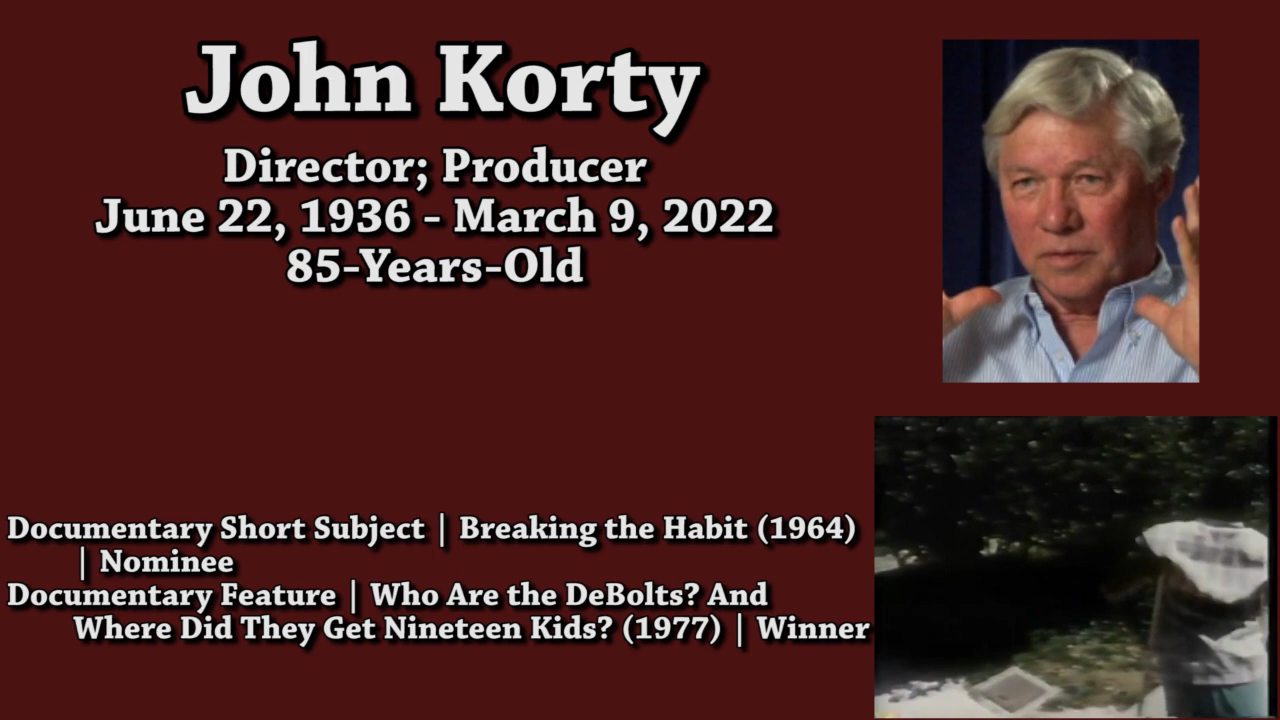 John Korty
Director; Producer
June 22, 1936 - March 9, 2022
85-Years-Old
Documentary Short Subject | Breaking the Habit (1964)
| Nominee
Documentary Feature | Who Are the DeBolts? And
Where Did They Get Nineteen Kids? (1977) | Winner